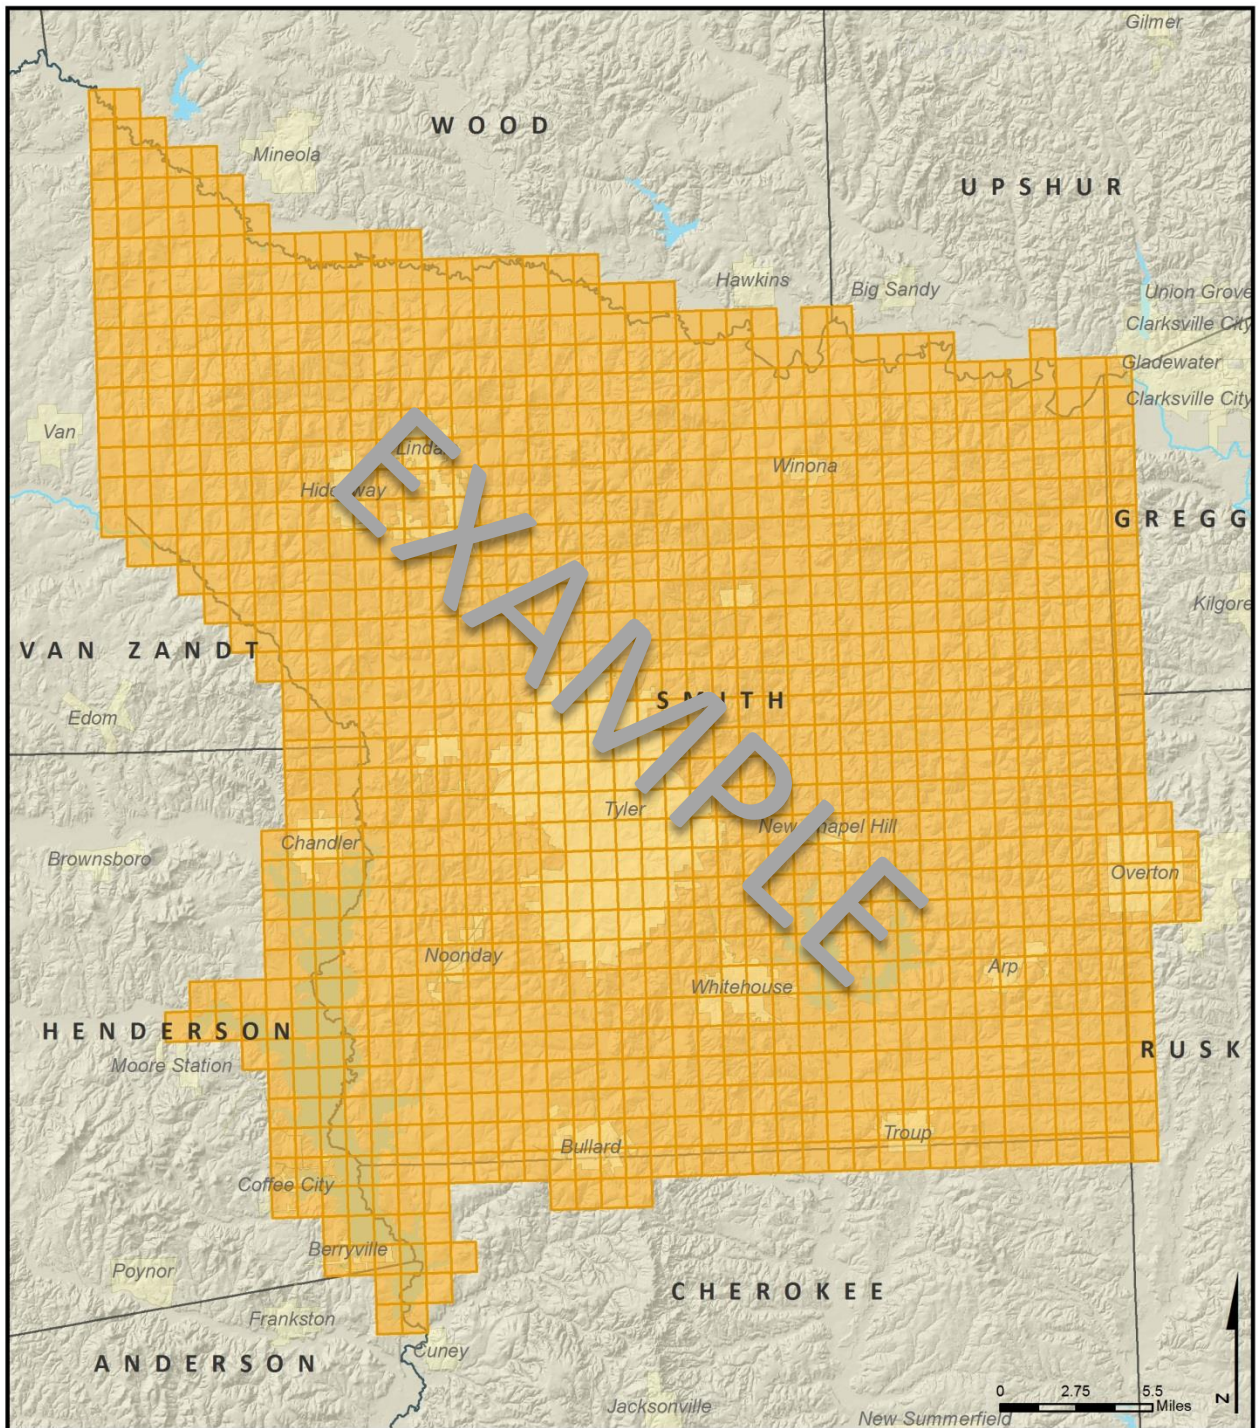 Gilmer
WOOD
Mineola
UPSHUR
Hawkins
Big Sandy
Union Grove
Clarksville City
Gladewater
Clarksville City
Van
Winona
GREGG
Kilgore
VAN ZANDT
SMITH
Edom
EXAMPLE
Tyler
Chandler
Brownsboro
Overton
Noonday
Whitehouse
Arp
HENDERSON
Moore Station
RUSK
Bullard
Troup
Coffee City
Berryville
Poynor
CHEROKEE
Frankston
ANDERSON
Cuney
Jacksonville
New Summerfield
0 2.75 5.5
Miles
N